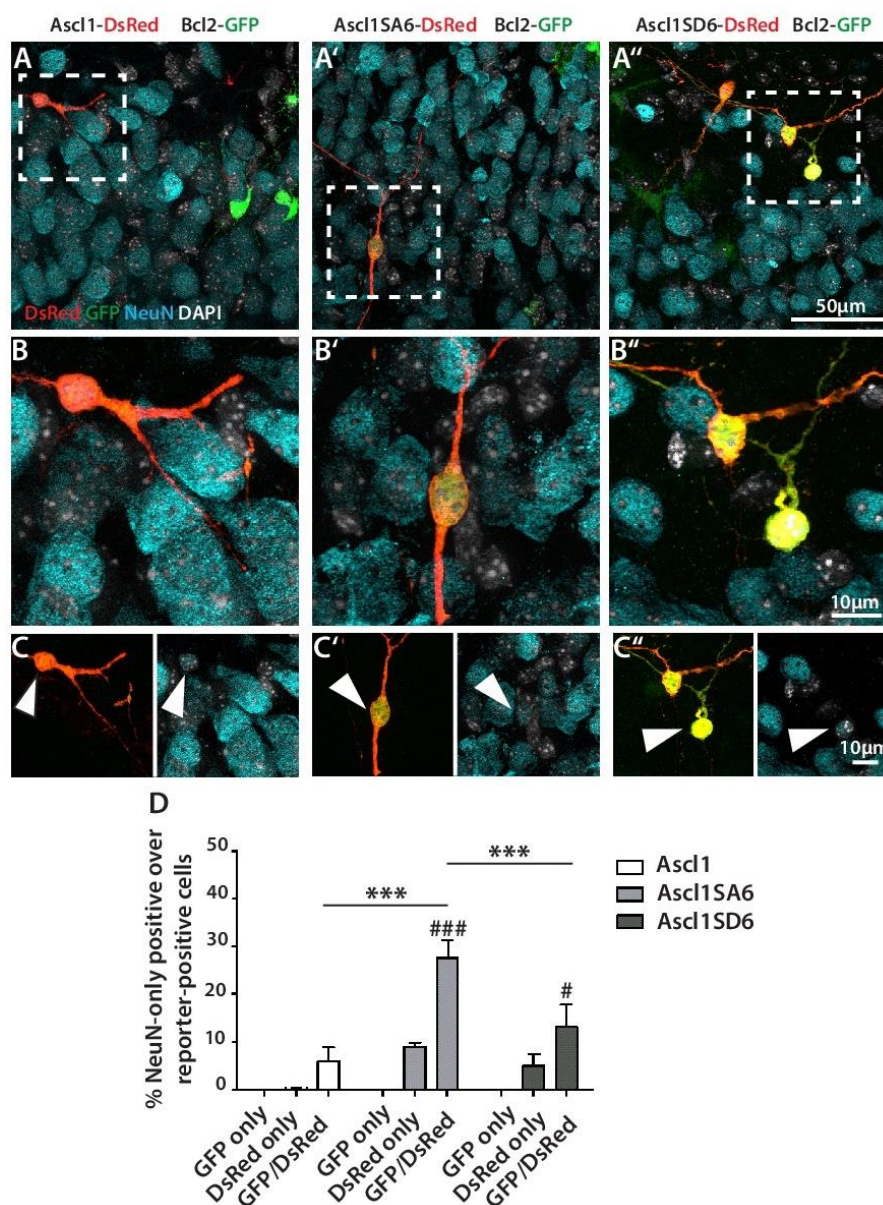 Ascl1-DsRed Bcl2-GFP
Ascl1SA6-DsRed Bcl2-GFP
Ascl1SD6-DsRed Bcl2-GFP
A
A'
A"
DsRed GFP NeuN DAPI
50µm
B
B'
B"
10µm
C
C'
C"
10µm
D
% NeuN-only positive over
reporter-positive cells
50
40
30
20
10
0
***
***
###
#
Ascl1
Ascl1SA6
Ascl1SD6
GFP only
DsRed only
GFP/DsRed
GFP only
DsRed only
GFP/DsRed
GFP only
DsRed only
GFP/DsRed